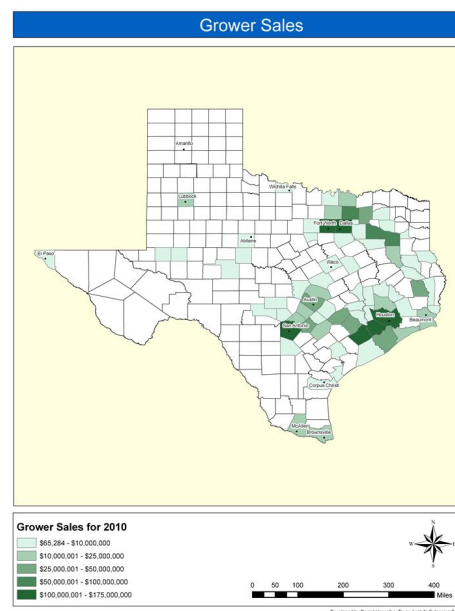 Grower Sales
Amarillo
Lubbock
Wichita Falls
Fort Worth
Dallas
Abilene
El Paso
Waco
Austin
Houston
Beaumont
San Antonio
Corpus Christi
McAllen
Brownsville
Grower Sales for 2010
$65,284 - $10,000,000
$10,000,001 - $25,000,000
$25,000,001 - $50,000,000
$50,000,001 - $100,000,000
$100,000,001 - $175,000,000
N
W
E
S
0 50 100 200 300 400
Miles